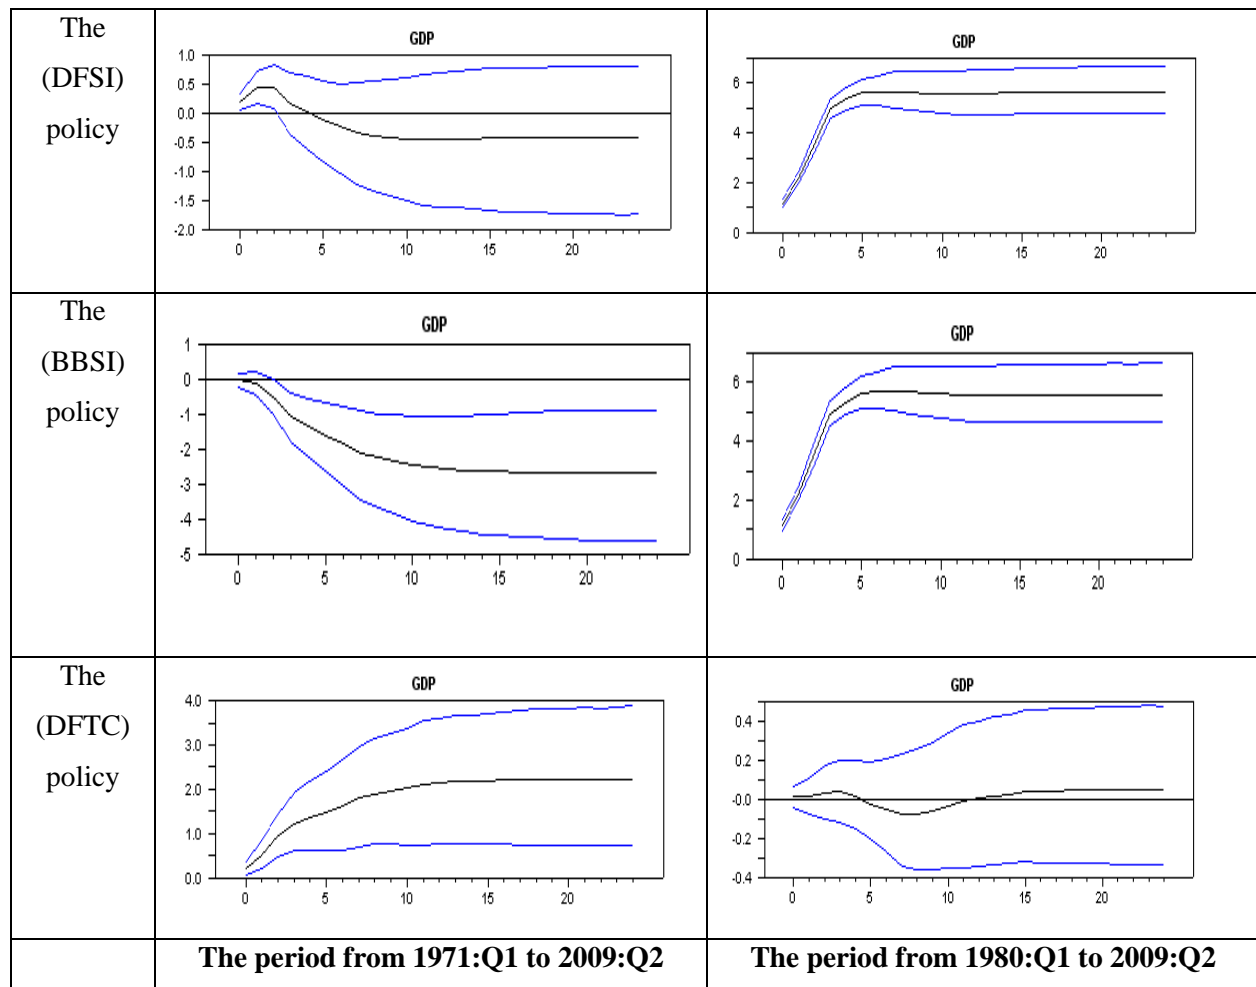 The
(DFSI)
policy
GDP
1.0
0.5
0.0
-0.5
-1.0
-1.5
-2.0
0 5 10 15 20
GDP
6
4
2
0
0 5 10 15 20
The
(BBSI)
policy
GDP
1
0
-1
-2
-3
-4
-5
0 5 10 15 20
GDP
6
4
2
0
0 5 10 15 20
The
(DFTC)
policy
GDP
4.0
3.0
2.0
1.0
0.0
0 5 10 15 20
GDP
0.4
0.2
-0.0
-0.2
-0.4
0 5 10 15 20
The period from 1971:Q1 to 2009:Q2
The period from 1980:Q1 to 2009:Q2